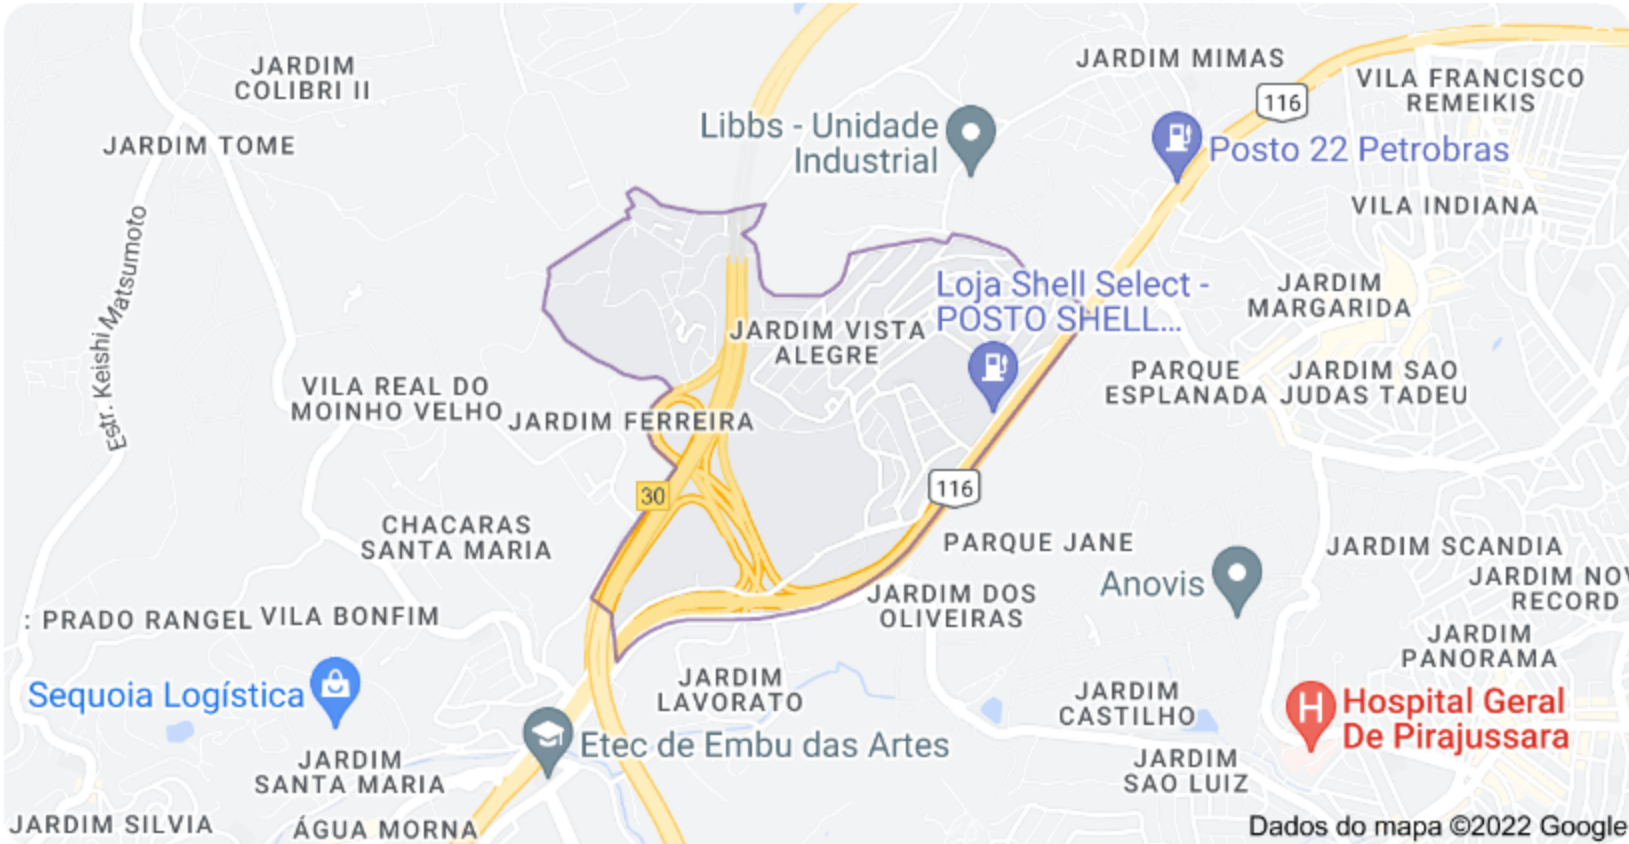 JARDIM
COLIBRI II
JARDIM MIMAS
VILA FRANCISCO
REMEIKIS
116
Libbs - Unidade
Industrial
Posto 22 Petrobras
JARDIM TOME
VILA INDIANA
Estr. Keishi Matsumoto
Loja Shell Select -
POSTO SHELL...
JARDIM
MARGARIDA
JARDIM VISTA
ALEGRE
PARQUE
ESPLANADA
JARDIM SAO
JUDAS TADEU
VILA REAL DO
MOINHO VELHO
JARDIM FERREIRA
30
116
CHACARAS
SANTA MARIA
PARQUE JANE
JARDIM SCANDIA
Anovis
JARDIM NOV
RECORD
JARDIM DOS
OLIVEIRAS
: PRADO RANGEL
VILA BONFIM
JARDIM
PANORAMA
Sequoia Logística
JARDIM
LAVORATO
JARDIM
CASTILHO
H
Hospital Geral
De Pirajussara
Etec de Embu das Artes
JARDIM
SANTA MARIA
JARDIM
SAO LUIZ
JARDIM SILVIA
ÁGUA MORNA
Dados do mapa ©2022 Google